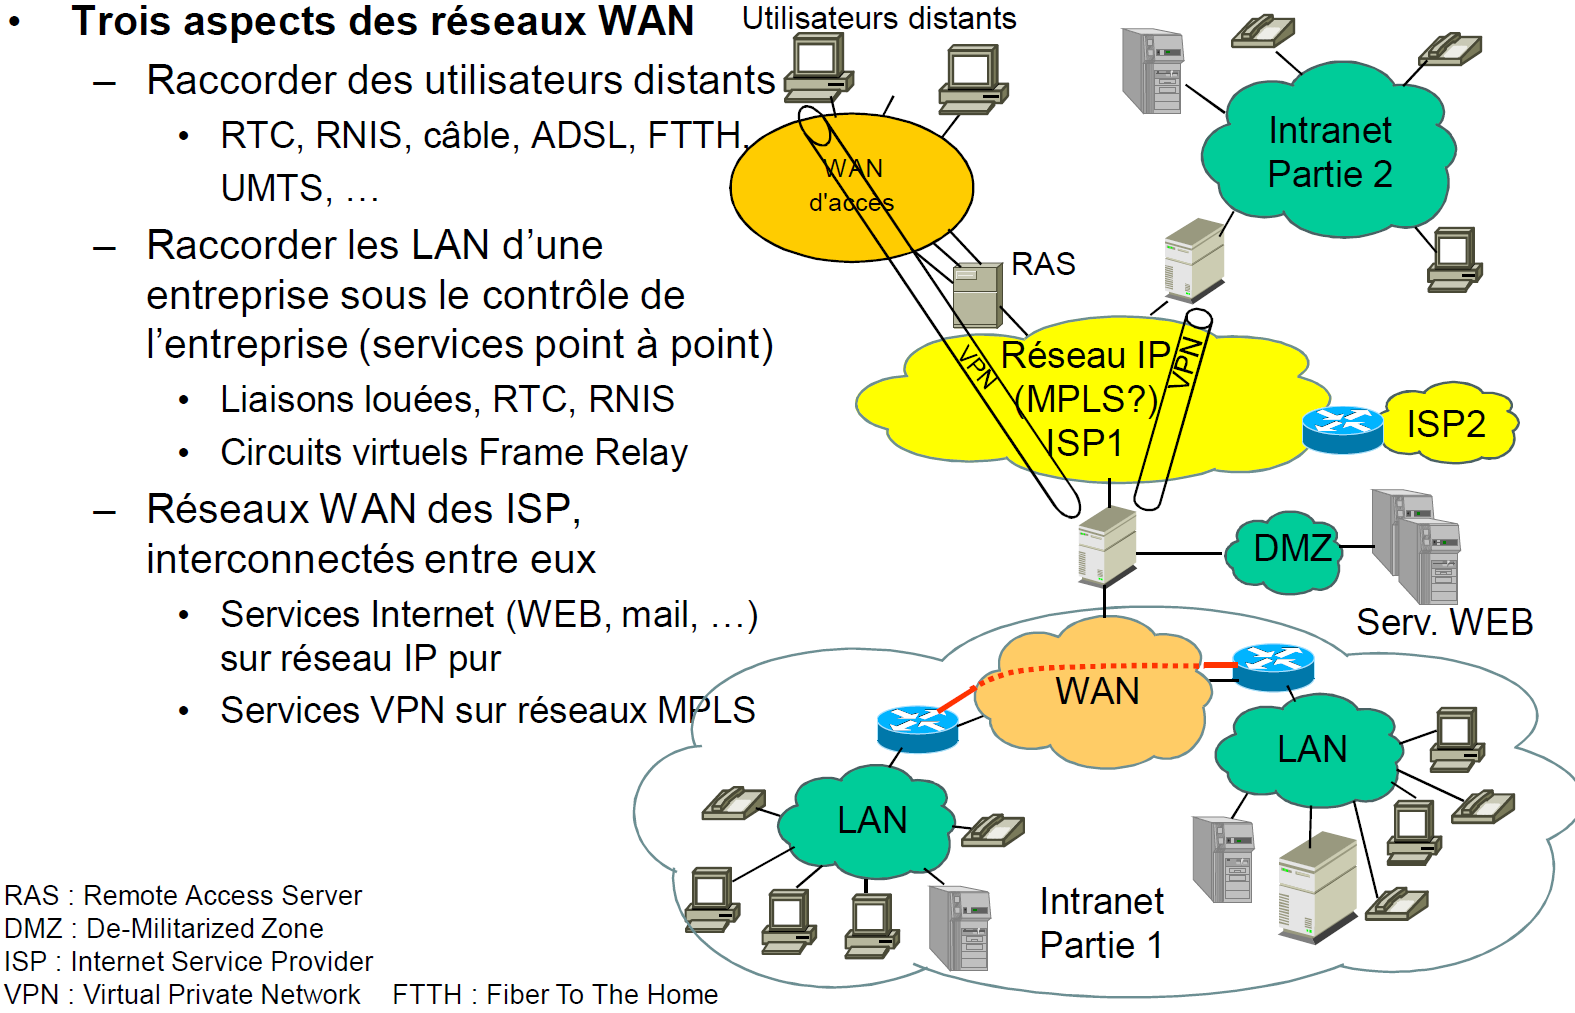 • Trois aspects des réseaux WAN
– Raccorder des utilisateurs distants
• RTC, RNIS, câble, ADSL, FTTH,
UMTS, …
– Raccorder les LAN d’une
entreprise sous le contrôle de
l’entreprise (services point à point)
• Liaisons louées, RTC, RNIS
• Circuits virtuels Frame Relay
– Réseaux WAN des ISP,
interconnectés entre eux
• Services Internet (WEB, mail, …)
sur réseau IP pur
• Services VPN sur réseaux MPLS
RAS : Remote Access Server
DMZ : De-Militarized Zone
ISP : Internet Service Provider
VPN : Virtual Private Network FTTH : Fiber To The Home
Utilisateurs distants
WAN
d'accès
RAS
Intranet
Partie 2
VPN
Réseau IP
(MPLS?)
ISP1
VPN
ISP2
DMZ
Serv. WEB
WAN
LAN
LAN
Intranet
Partie 1